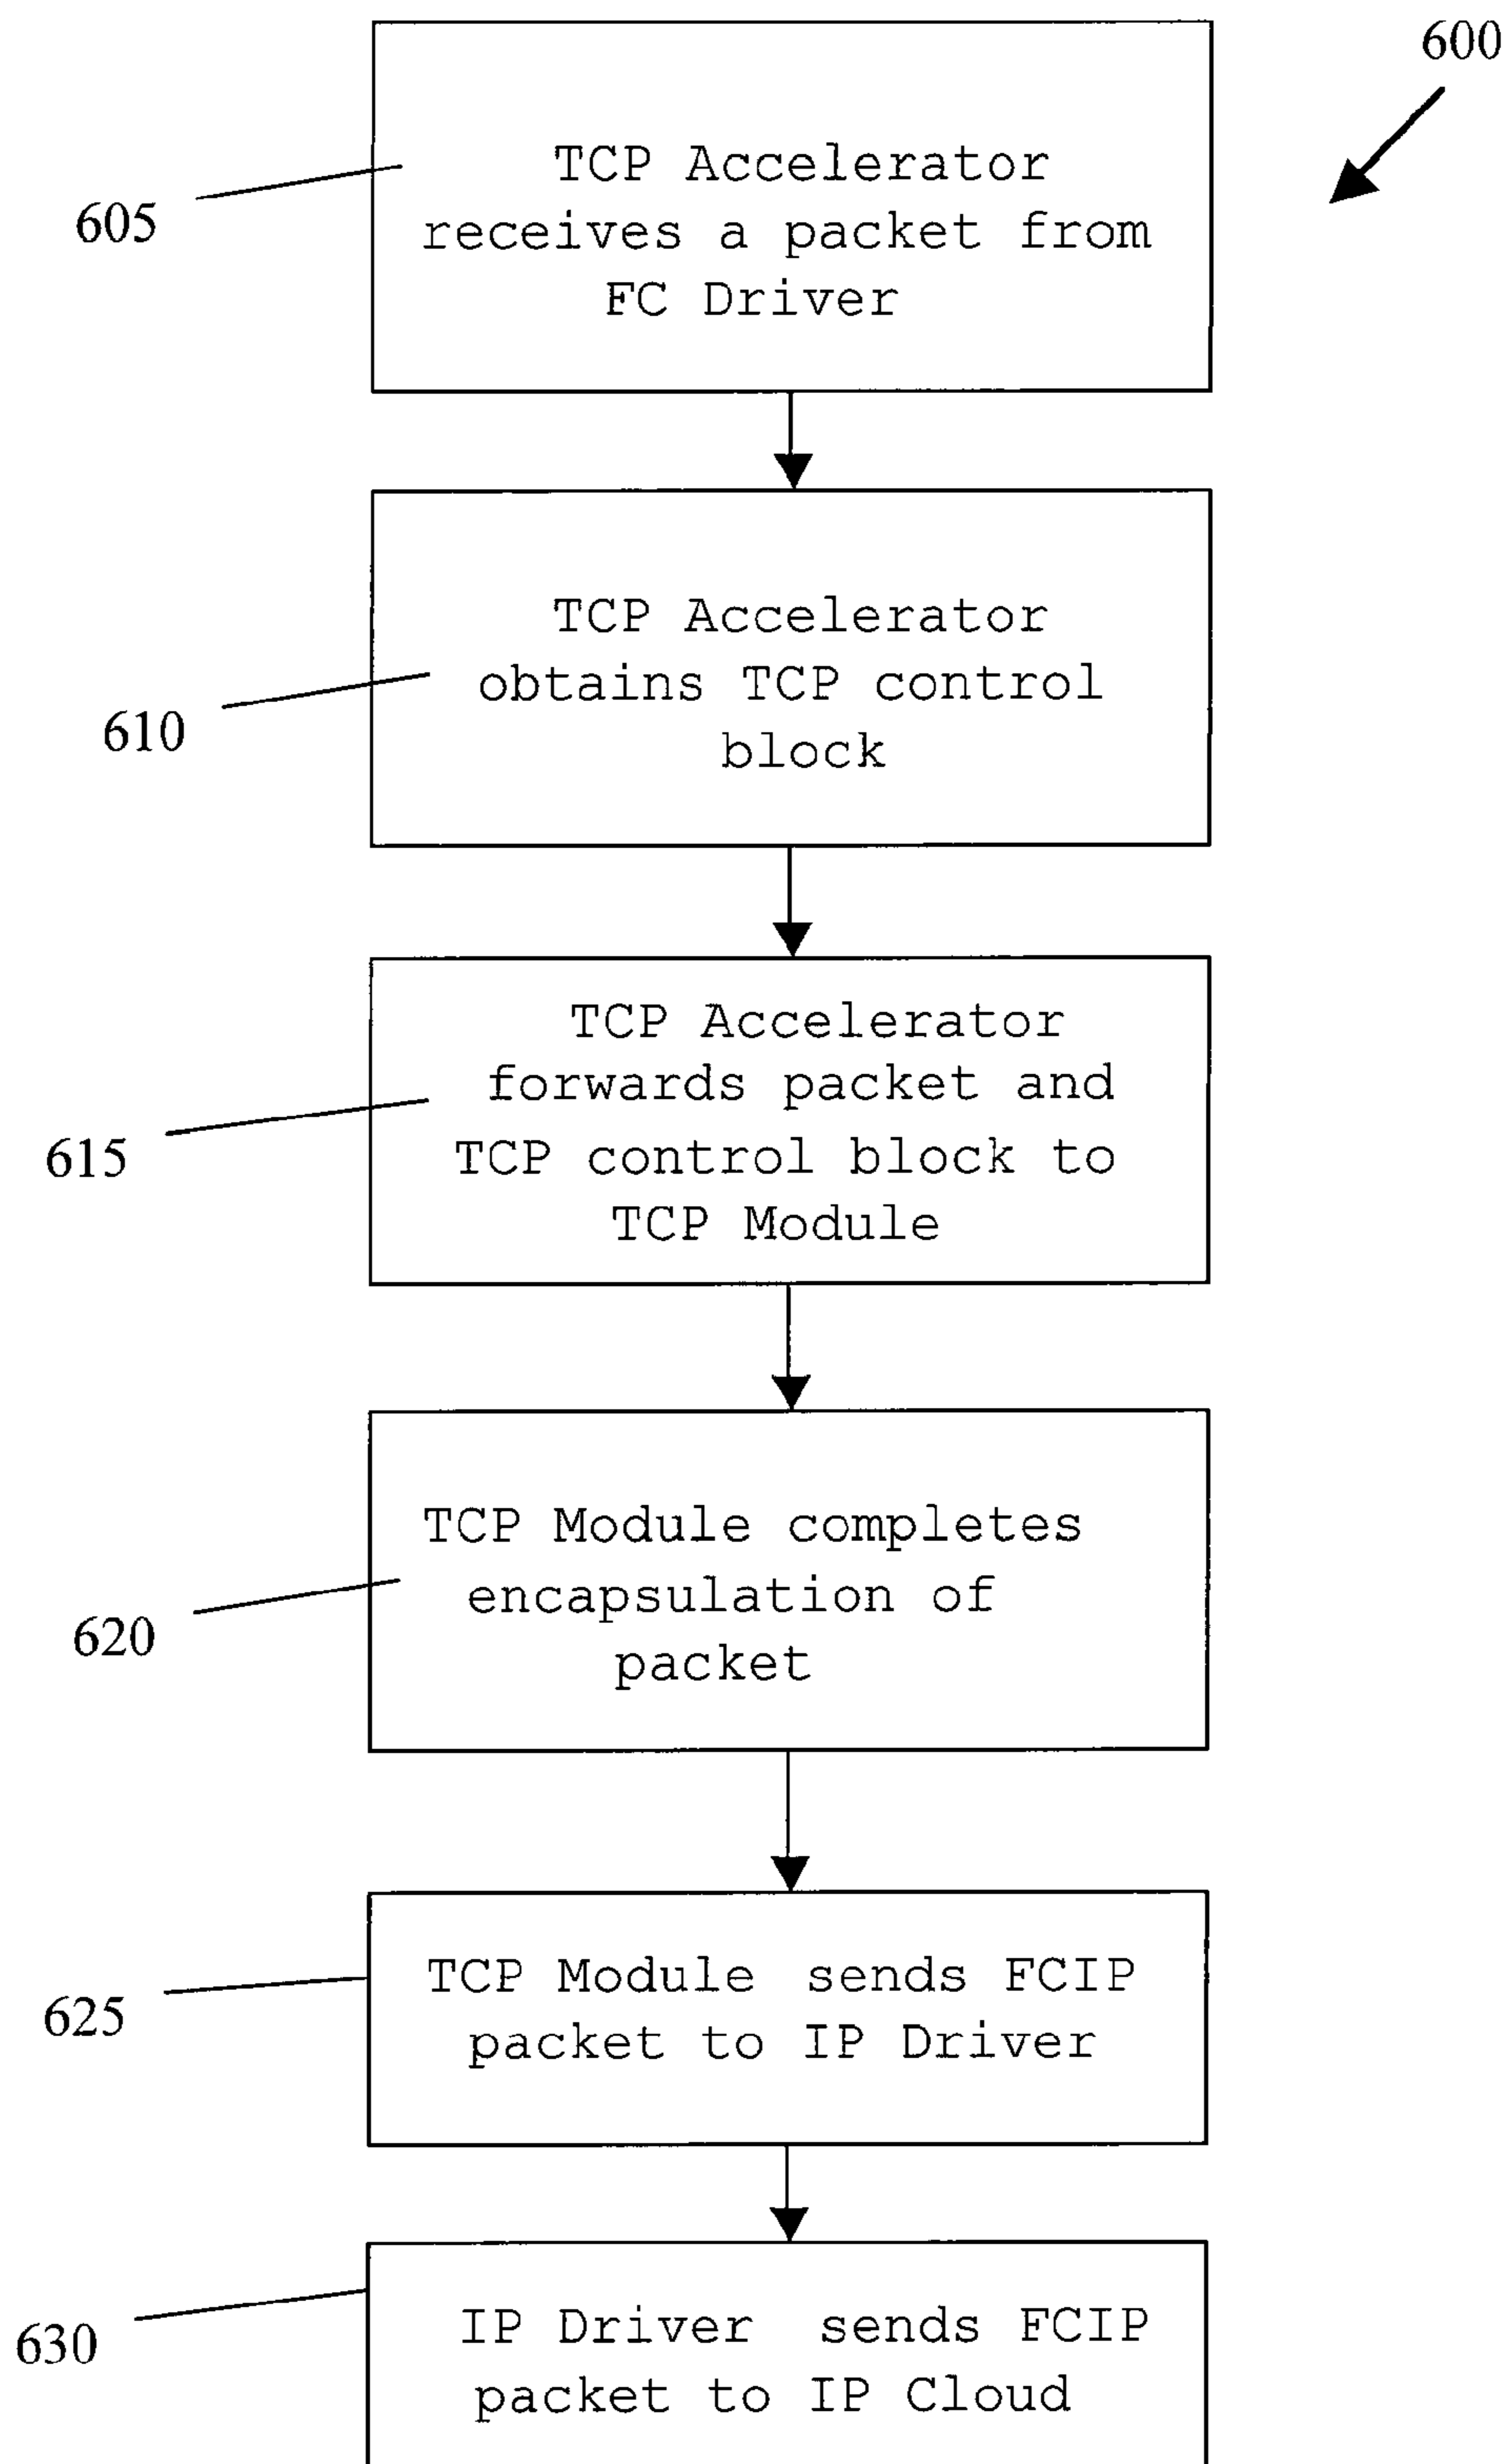 600
605
TCP Accelerator
receives a packet from
FC Driver
610
TCP Accelerator
obtains TCP control
block
615
TCP Accelerator
forwards packet and
TCP control block to
TCP Module
620
TCP Module completes
encapsulation of
packet
625
TCP Module sends FCIP
packet to IP Driver
630
IP Driver sends FCIP
packet to IP Cloud